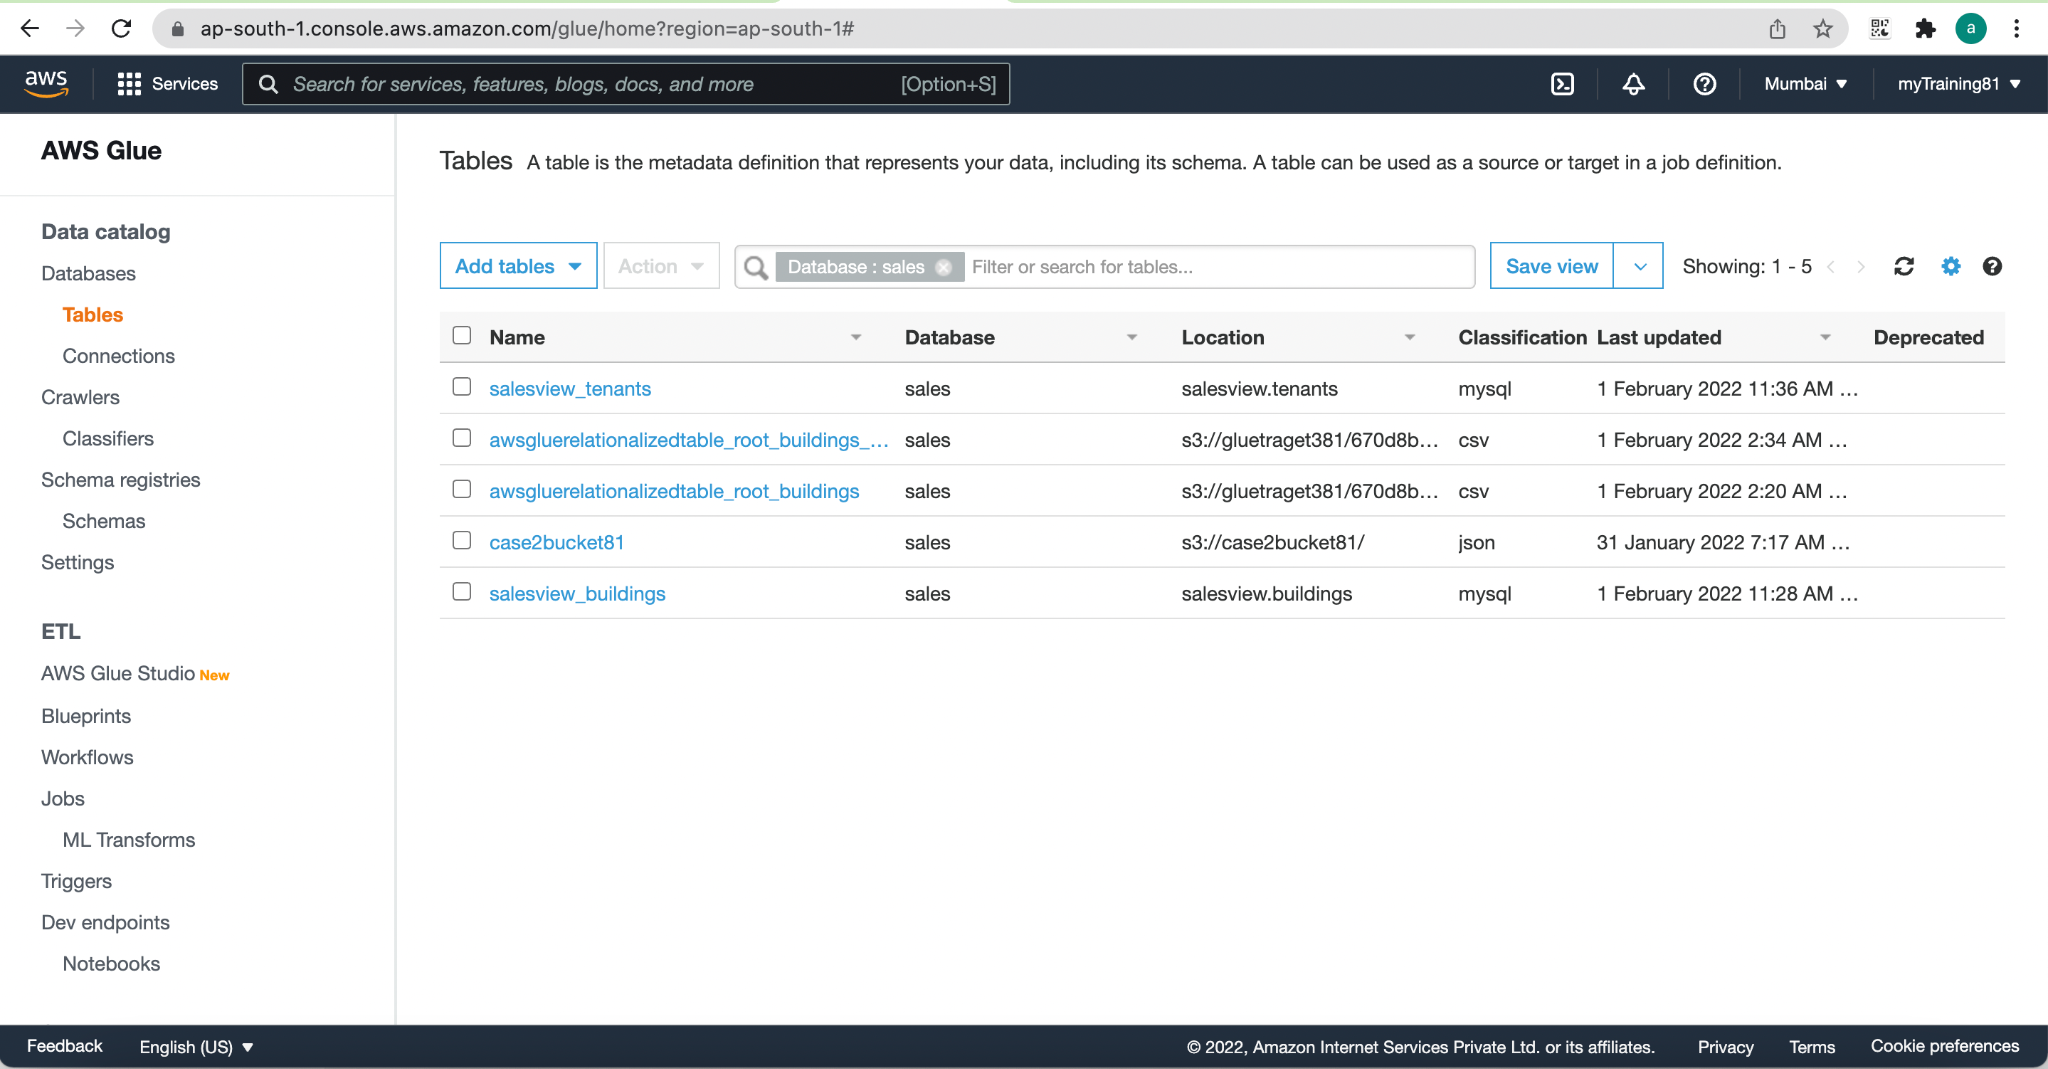 ap-south-1.console.aws.amazon.com/glue/home?region=ap-south-1#
a
aws
Services
Search for services, features, blogs, docs, and more [Option+S]
Mumbai
myTraining81
AWS Glue
Data catalog
Databases
Tables
Connections
Crawlers
Classifiers
Schema registries
Schemas
Settings
ETL
AWS Glue Studio New
Blueprints
Workflows
Jobs
ML Transforms
Triggers
Dev endpoints
Notebooks
Tables A table is the metadata definition that represents your data, including its schema. A table can be used as a source or target in a job definition.
Add tables Action Database : sales Filter or search for tables... Save view Showing: 1 - 5
Name Database Location Classification Last updated Deprecated
salesview_tenants sales salesview.tenants mysql 1 February 2022 11:36 AM ...
awsgluerelationalizedtable_root_buildings_... sales s3://gluetraget381/670d8b... csv 1 February 2022 2:34 AM ...
awsgluerelationalizedtable_root_buildings sales s3://gluetraget381/670d8b... csv 1 February 2022 2:20 AM ...
case2bucket81 sales s3://case2bucket81/ json 31 January 2022 7:17 AM ...
salesview_buildings sales salesview.buildings mysql 1 February 2022 11:28 AM ...
Feedback English (US) © 2022, Amazon Internet Services Private Ltd. or its affiliates. Privacy Terms Cookie preferences